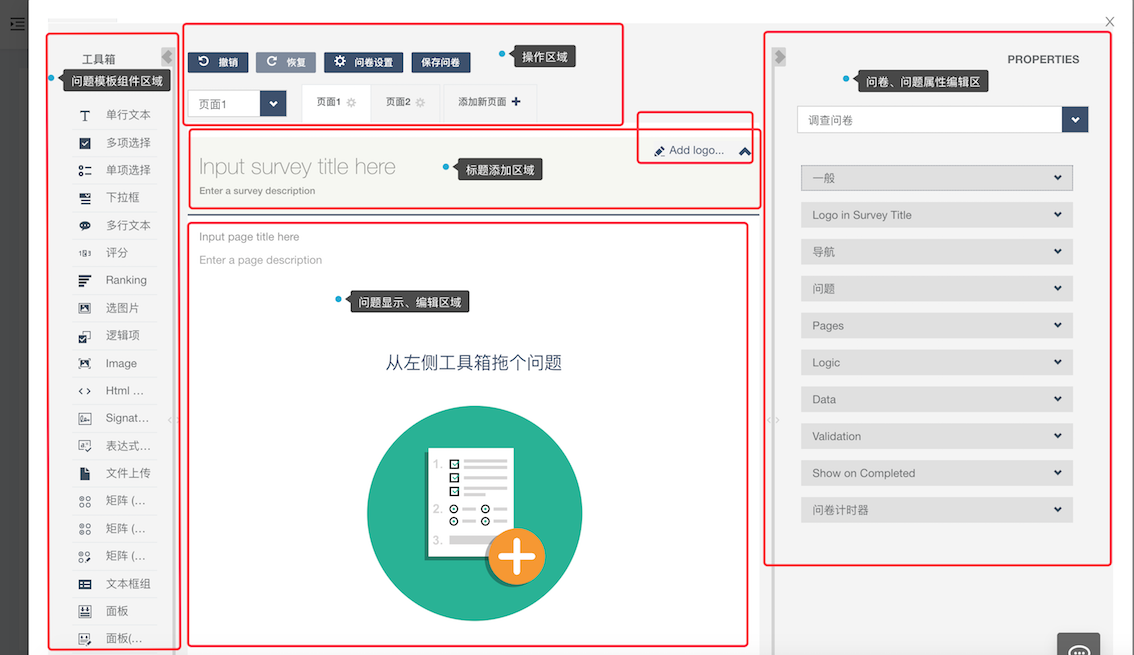 工具箱
问题模板组件区域
单行文本
多项选择
单项选择
下拉框
多行文本
评分
Ranking
选图片
逻辑项
Image
Html ...
Signat...
表达式...
文件上传
矩阵 (...
矩阵 (...
矩阵 (...
文本框组
面板
面板(...
撤销
恢复
问卷设置
保存问卷
操作区域
页面1
页面1
页面2
添加新页面
Add logo...
Input survey title here
标题添加区域
Enter a survey description
Input page title here
Enter a page description
问题显示、编辑区域
从左侧工具箱拖个问题
1.
2.
3.
PROPERTIES
问卷、问题属性编辑区
调查问卷
一般
Logo in Survey Title
导航
问题
Pages
Logic
Data
Validation
Show on Completed
问卷计时器